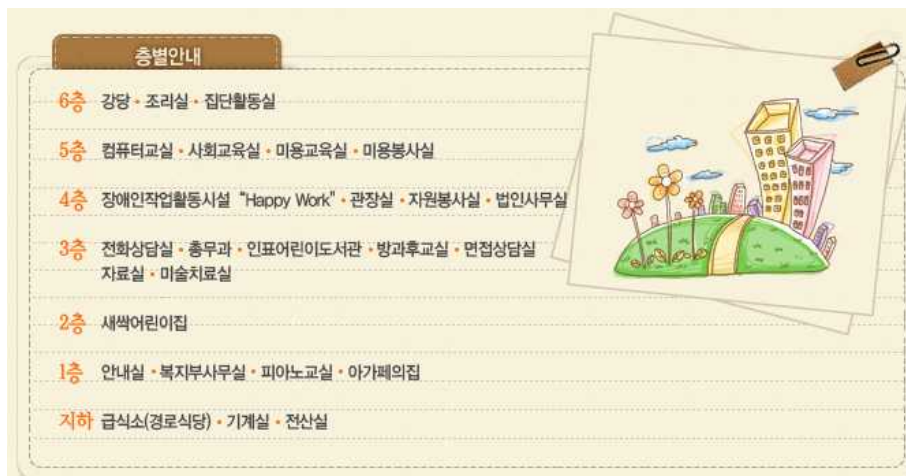 층별안내
6층 강당 • 조리실 • 집단활동실
5층 컴퓨터교실 • 사회교육실 • 미용교육실 • 미용봉사실
4층 장애인작업활동시설 “Happy Work” • 관장실 • 자원봉사실 • 법인사무실
3층 전화상담실 • 총무과 • 인표어린이도서관 • 방과후교실 • 면접상담실
자료실 • 미술치료실
2층 새싹어린이집
1층 안내실 • 복지부사무실 • 피아노교실 • 아가페의집
지하 급식소(경로식당) • 기계실 • 전산실